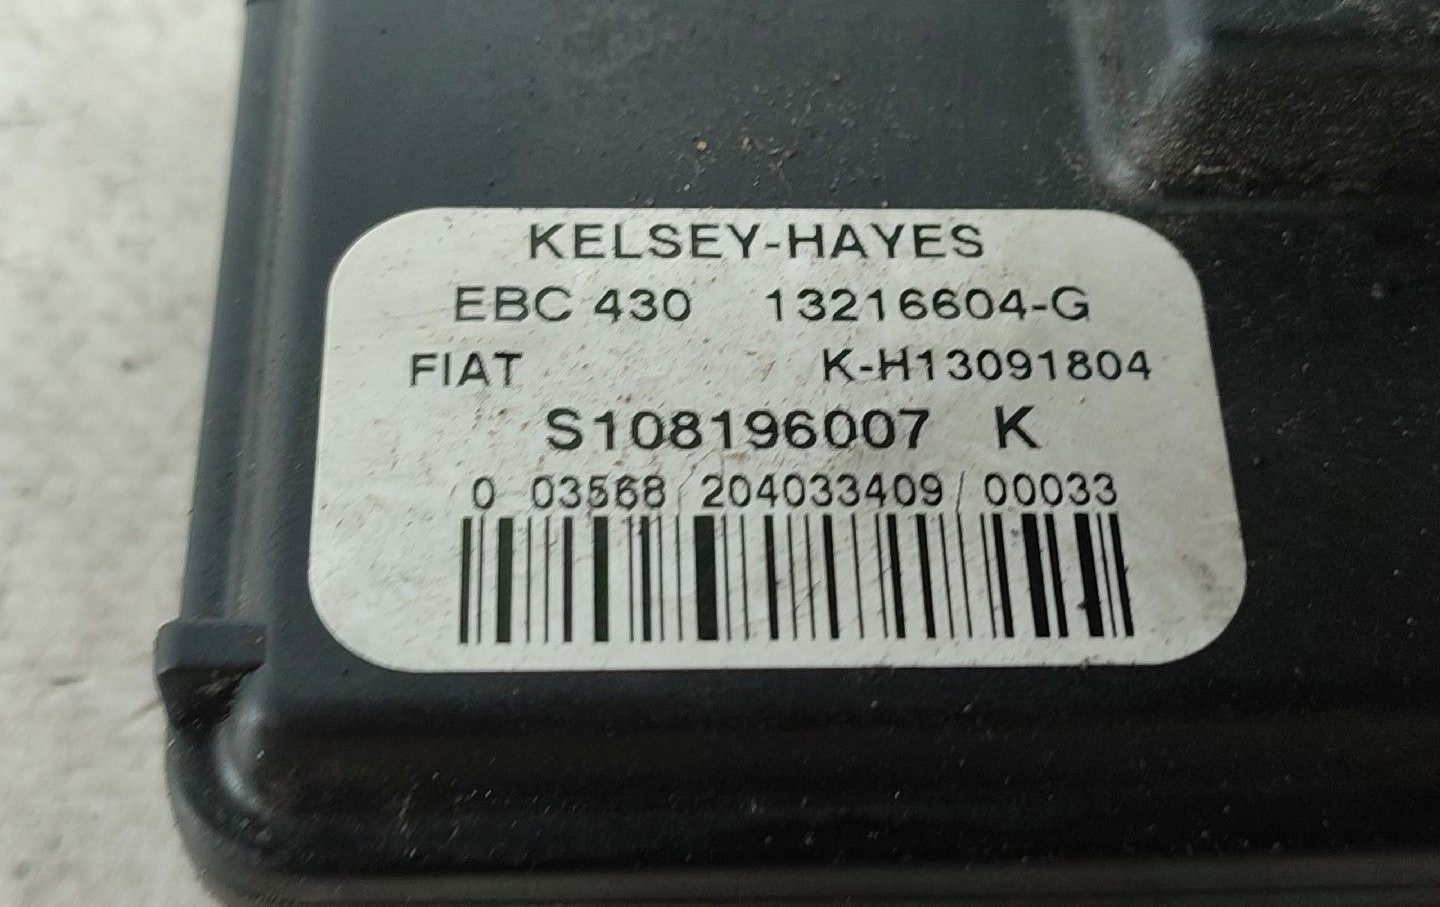 KELSEY-HAYES
EBC 430 13216604-G
FIAT K-H13091804
S108196007 K
0 03568 204033409 00033